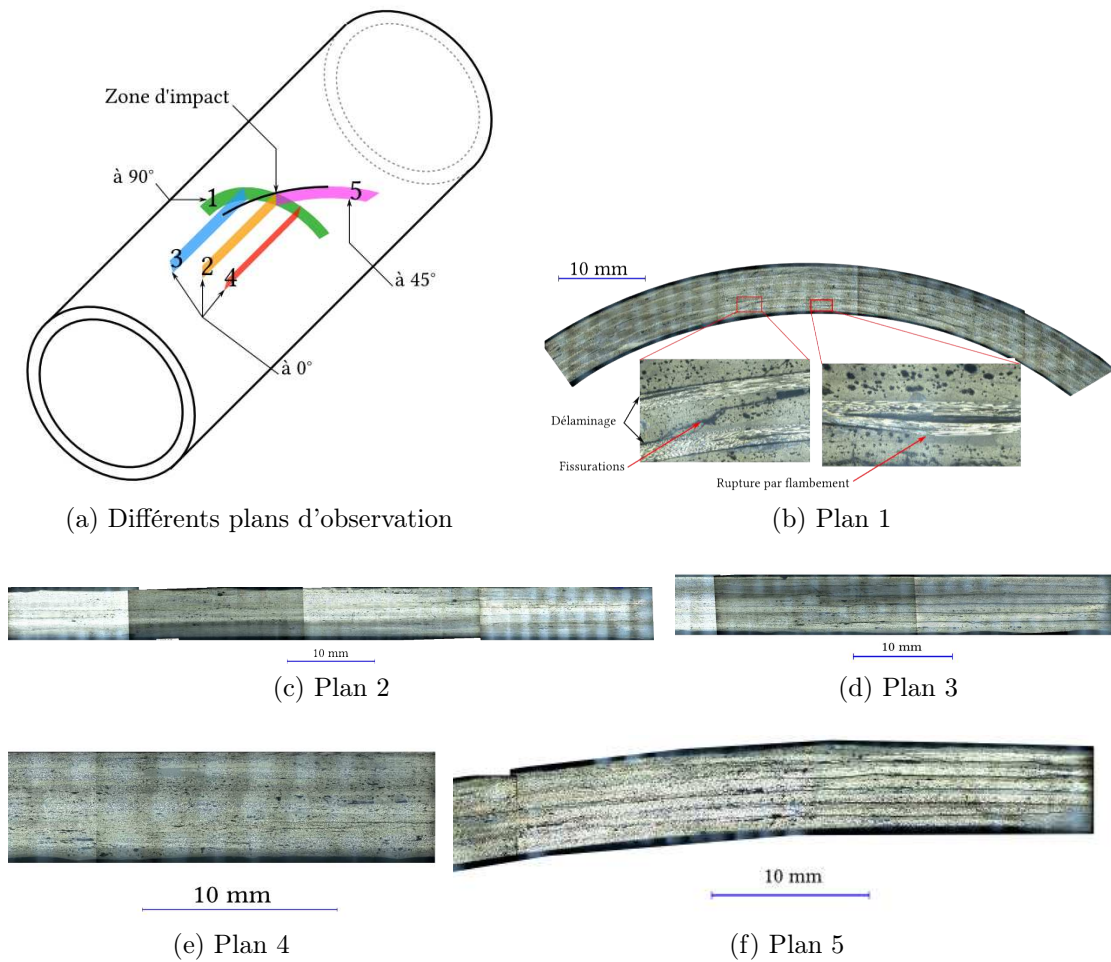 Zone d'impact
à 90°
1
5
3
2
4
à 45°
à 0°
(a) Différents plans d'observation
10 mm
Délaminage
Fissurations
Rupture par flambement
(b) Plan 1
10 mm
(c) Plan 2
10 mm
(d) Plan 3
10 mm
(e) Plan 4
10 mm
(f) Plan 5